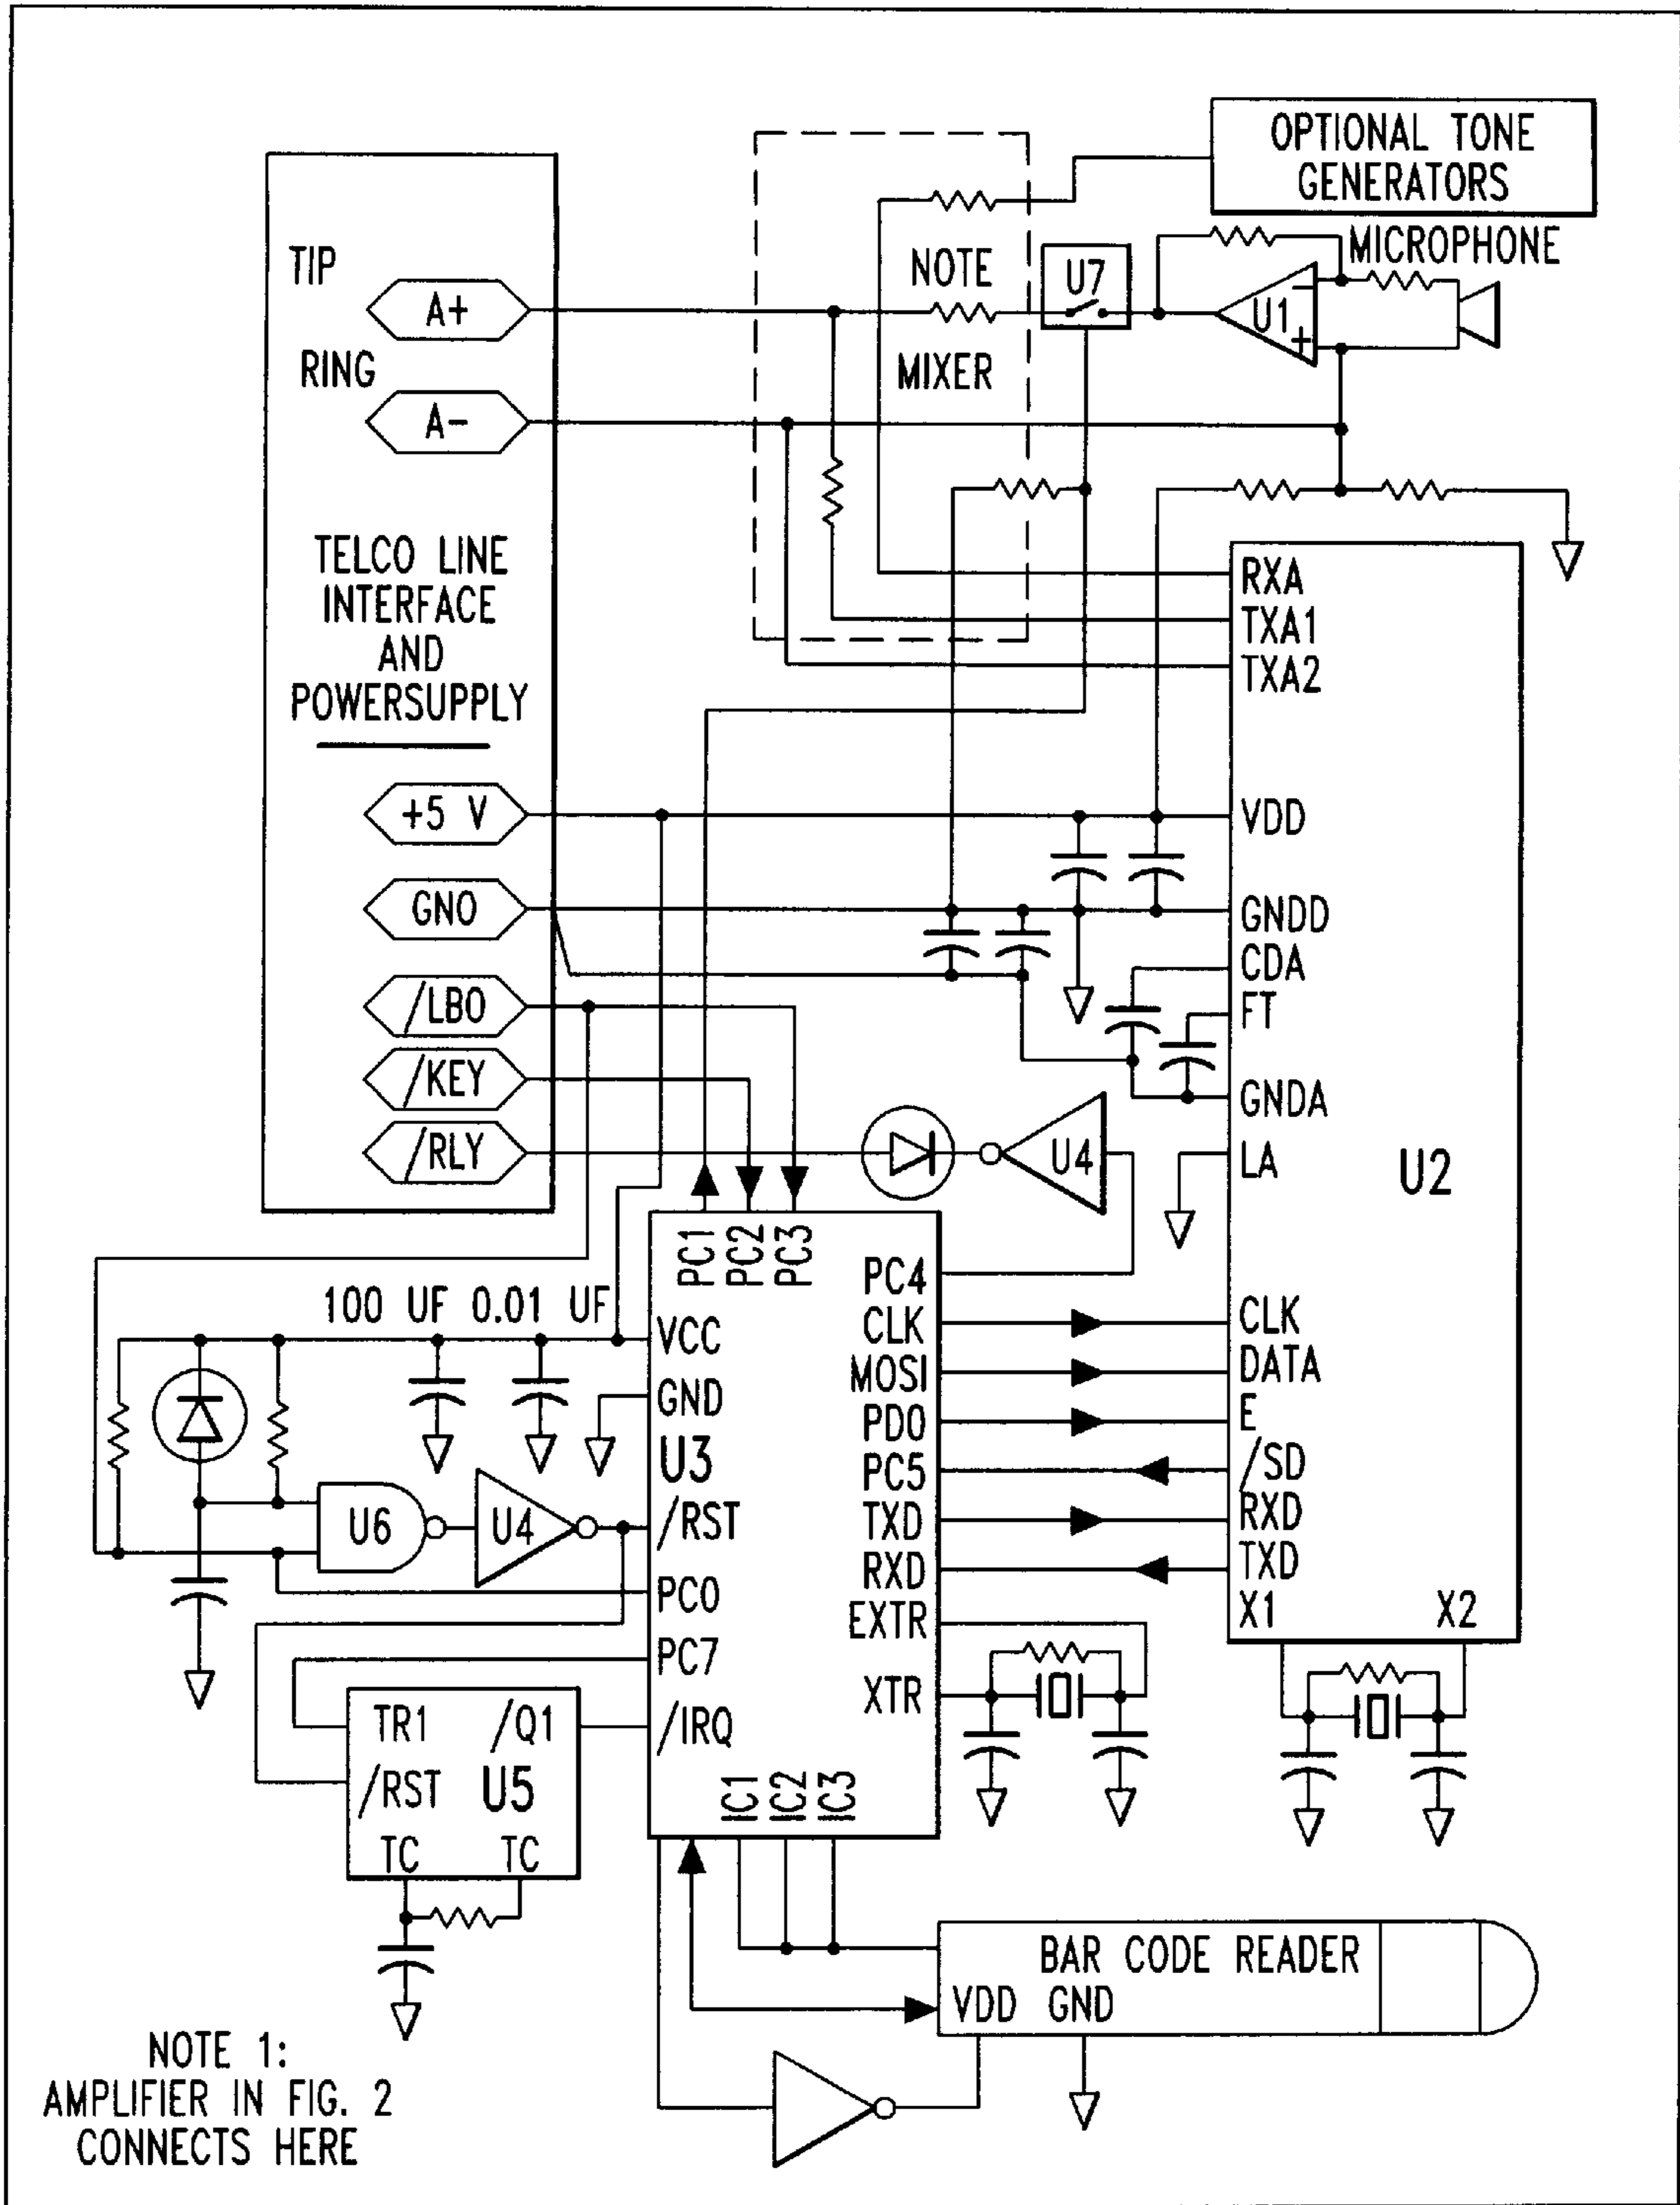 OPTIONAL TONE
GENERATORS
TIP
A+
RING
A-
NOTE
MIXER
U7
U1
-
+
MICROPHONE
TELCO LINE
INTERFACE
AND
POWERSUPPLY
+5 V
GNO
/LBO
/KEY
/RLY
RXA
TXA1
TXA2
VDD
GNDD
CDA
FT
GNDA
LA
U2
CLK
DATA
E
/SD
RXD
TXD
X1 X2
U4
PC1
PC2
PC3
PC4
CLK
MOSI
PD0
PC5
TXD
RXD
EXTR
XTR
100 UF 0.01 UF
VCC
GND
U3
/RST
PC0
PC7
/IRQ
IC1
IC2
IC3
U6
U4
TR1 /Q1
/RST U5
TC TC
BAR CODE READER
VDD GND
NOTE 1:
AMPLIFIER IN FIG. 2
CONNECTS HERE